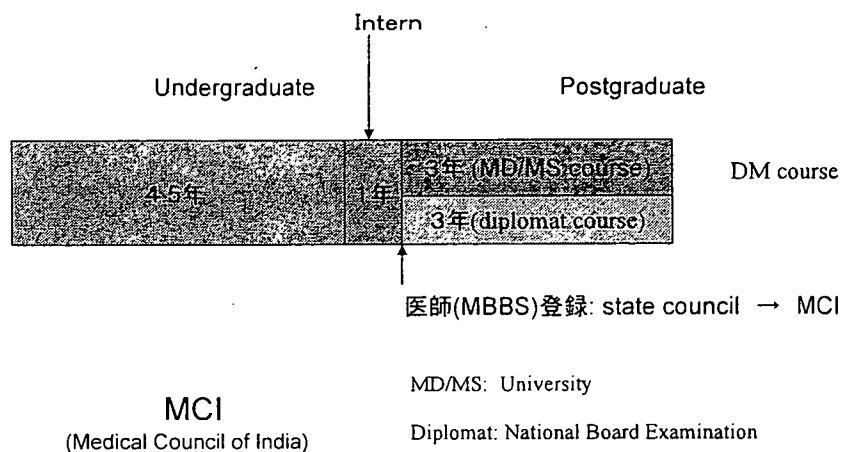 Intern
Undergraduate
Postgraduate
4.5年
1年
3年(MD/MS course)
DM course
3年(diplomat course)
医師(MBBS)登録: state council → MCI
MD/MS: University
MCI
(Medical Council of India)
Diplomat: National Board Examination